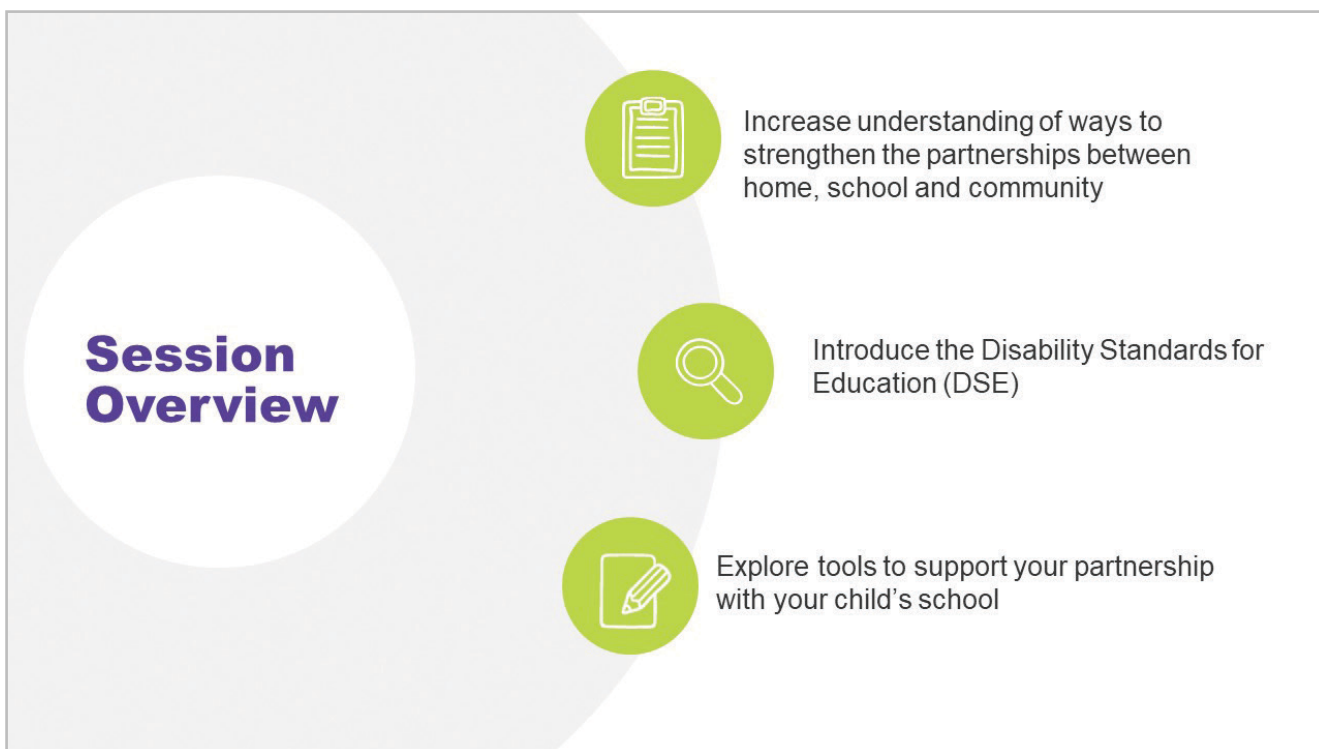 Session
Overview
Increase understanding of ways to
strengthen the partnerships between
home, school and community
Introduce the Disability Standards for
Education (DSE)
Explore tools to support your partnership
with your child's school